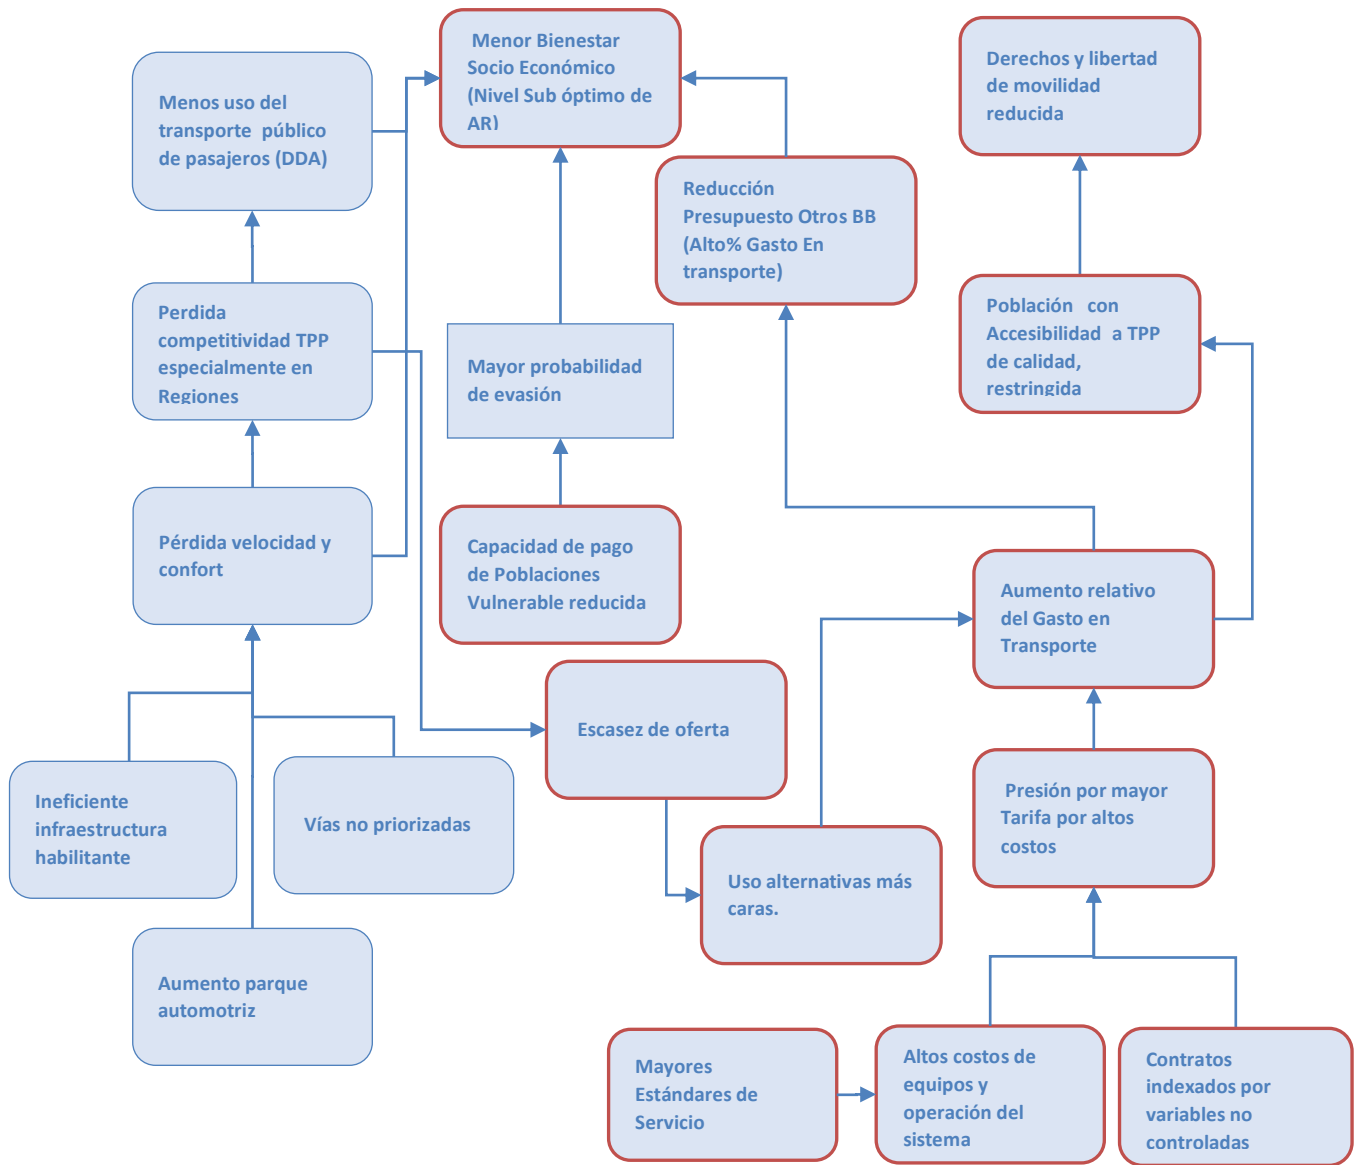 Menor Bienestar
Socio Económico
(Nivel Sub óptimo de
AR)
Derechos y libertad
de movilidad
reducida
Menos uso del
transporte público
de pasajeros (DDA)
Reducción
Presupuesto Otros BB
(Alto% Gasto En
transporte)
Perdida
competitividad TPP
especialmente en
Regiones
Mayor probabilidad
de evasión
Población con
Accesibilidad a TPP
de calidad,
restringida
Pérdida velocidad y
confort
Capacidad de pago
de Poblaciones
Vulnerable reducida
Aumento relativo
del Gasto en
Transporte
Escasez de oferta
Ineficiente
infraestructura
habilitante
Vías no priorizadas
Presión por mayor
Tarifa por altos
costos
Uso alternativas más
caras.
Aumento parque
automotriz
Mayores
Estándares de
Servicio
Altos costos de
equipos y
operación del
sistema
Contratos
indexados por
variables no
controladas